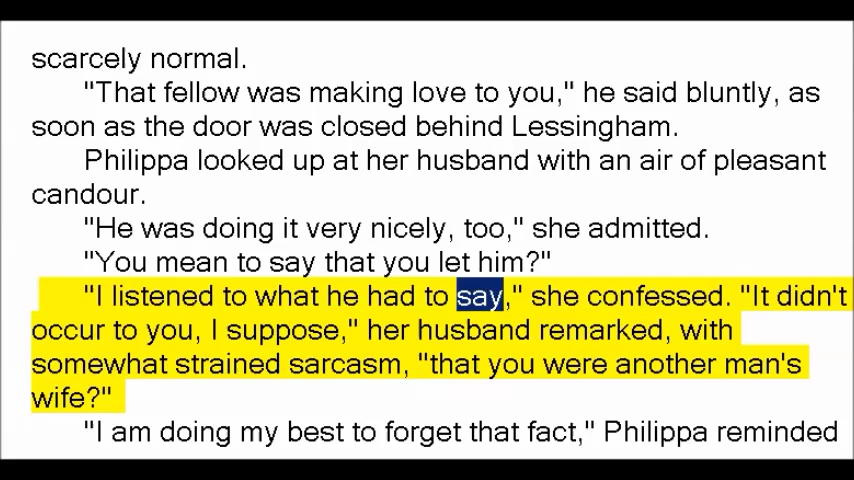 scarcely normal.
"That fellow was making love to you," he said bluntly, as
soon as the door was closed behind Lessingham.
Philippa looked up at her husband with an air of pleasant
candour.
"He was doing it very nicely, too," she admitted.
"You mean to say that you let him?"
"I listened to what he had to say," she confessed. "It didn't
occur to you, I suppose," her husband remarked, with
somewhat strained sarcasm, "that you were another man's
wife?"
"I am doing my best to forget that fact," Philippa reminded